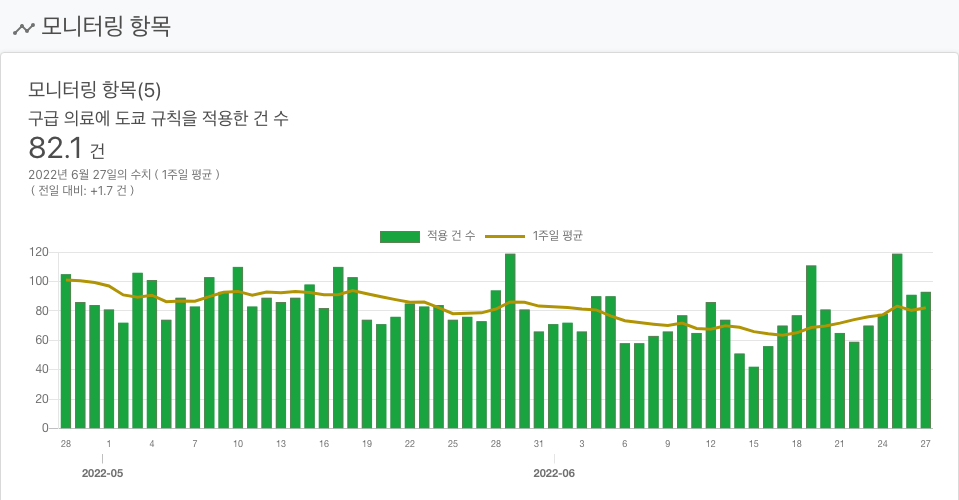 모니터링 항목
모니터링 항목(5)
구급 의료에 도쿄 규칙을 적용한 건 수
82.1 건
2022년 6월 27일의 수치 ( 1주일 평균 )
( 전일 대비: +1.7 건 )
적용 건 수 1주일 평균
120
100
80
60
40
20
0
28 1 4 7 10 13 16 19 22 25 28 31 3 6 9 12 15 18 21 24 27
2022-05 2022-06